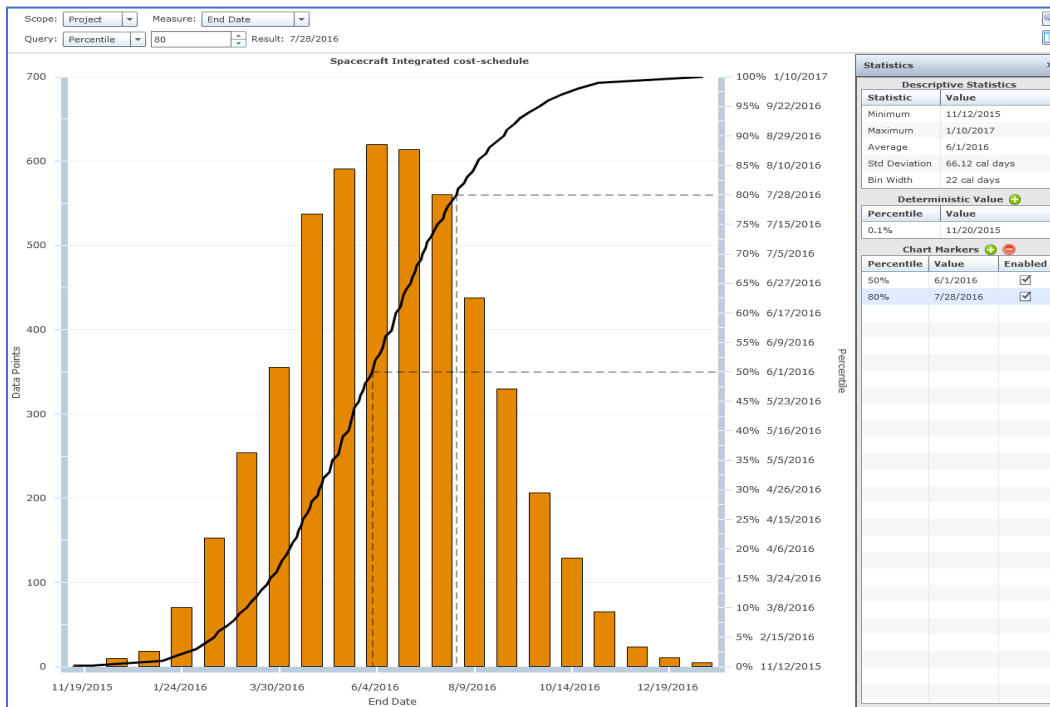 Scope: Project Measure: End Date
Query: Percentile 80 Result: 7/28/2016
Spacecraft Integrated cost-schedule
700
600
500
400
300
200
100
0
Data Points
11/19/2015 1/24/2016 3/30/2016 6/4/2016 8/9/2016 10/14/2016 12/19/2016
End Date
100% 1/10/2017
95% 9/22/2016
90% 8/29/2016
85% 8/10/2016
80% 7/28/2016
75% 7/15/2016
70% 7/5/2016
65% 6/27/2016
60% 6/17/2016
55% 6/9/2016
50% 6/1/2016
45% 5/23/2016
40% 5/16/2016
35% 5/5/2016
30% 4/26/2016
25% 4/15/2016
20% 4/6/2016
15% 3/24/2016
10% 3/8/2016
5% 2/15/2016
0% 11/12/2015
Percentile
Statistics
Descriptive Statistics
Statistic Value
Minimum 11/12/2015
Maximum 1/10/2017
Average 6/1/2016
Std Deviation 66.12 cal days
Bin Width 22 cal days
Deterministic Value
Percentile Value
0.1% 11/20/2015
Chart Markers
Percentile Value Enabled
50% 6/1/2016
80% 7/28/2016